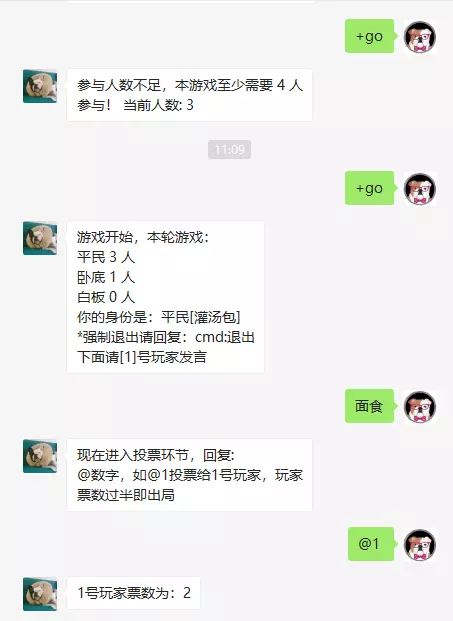 +go
参与人数不足，本游戏至少需要 4 人
参与！ 当前人数: 3
11:09
+go
游戏开始，本轮游戏：
平民 3 人
卧底 1 人
白板 0 人
你的身份是：平民[灌汤包]
*强制退出请回复：cmd:退出
下面请[1]号玩家发言
面食
现在进入投票环节，回复:
@数字，如@1投票给1号玩家，玩家
票数过半即出局
@1
1号玩家票数为：2